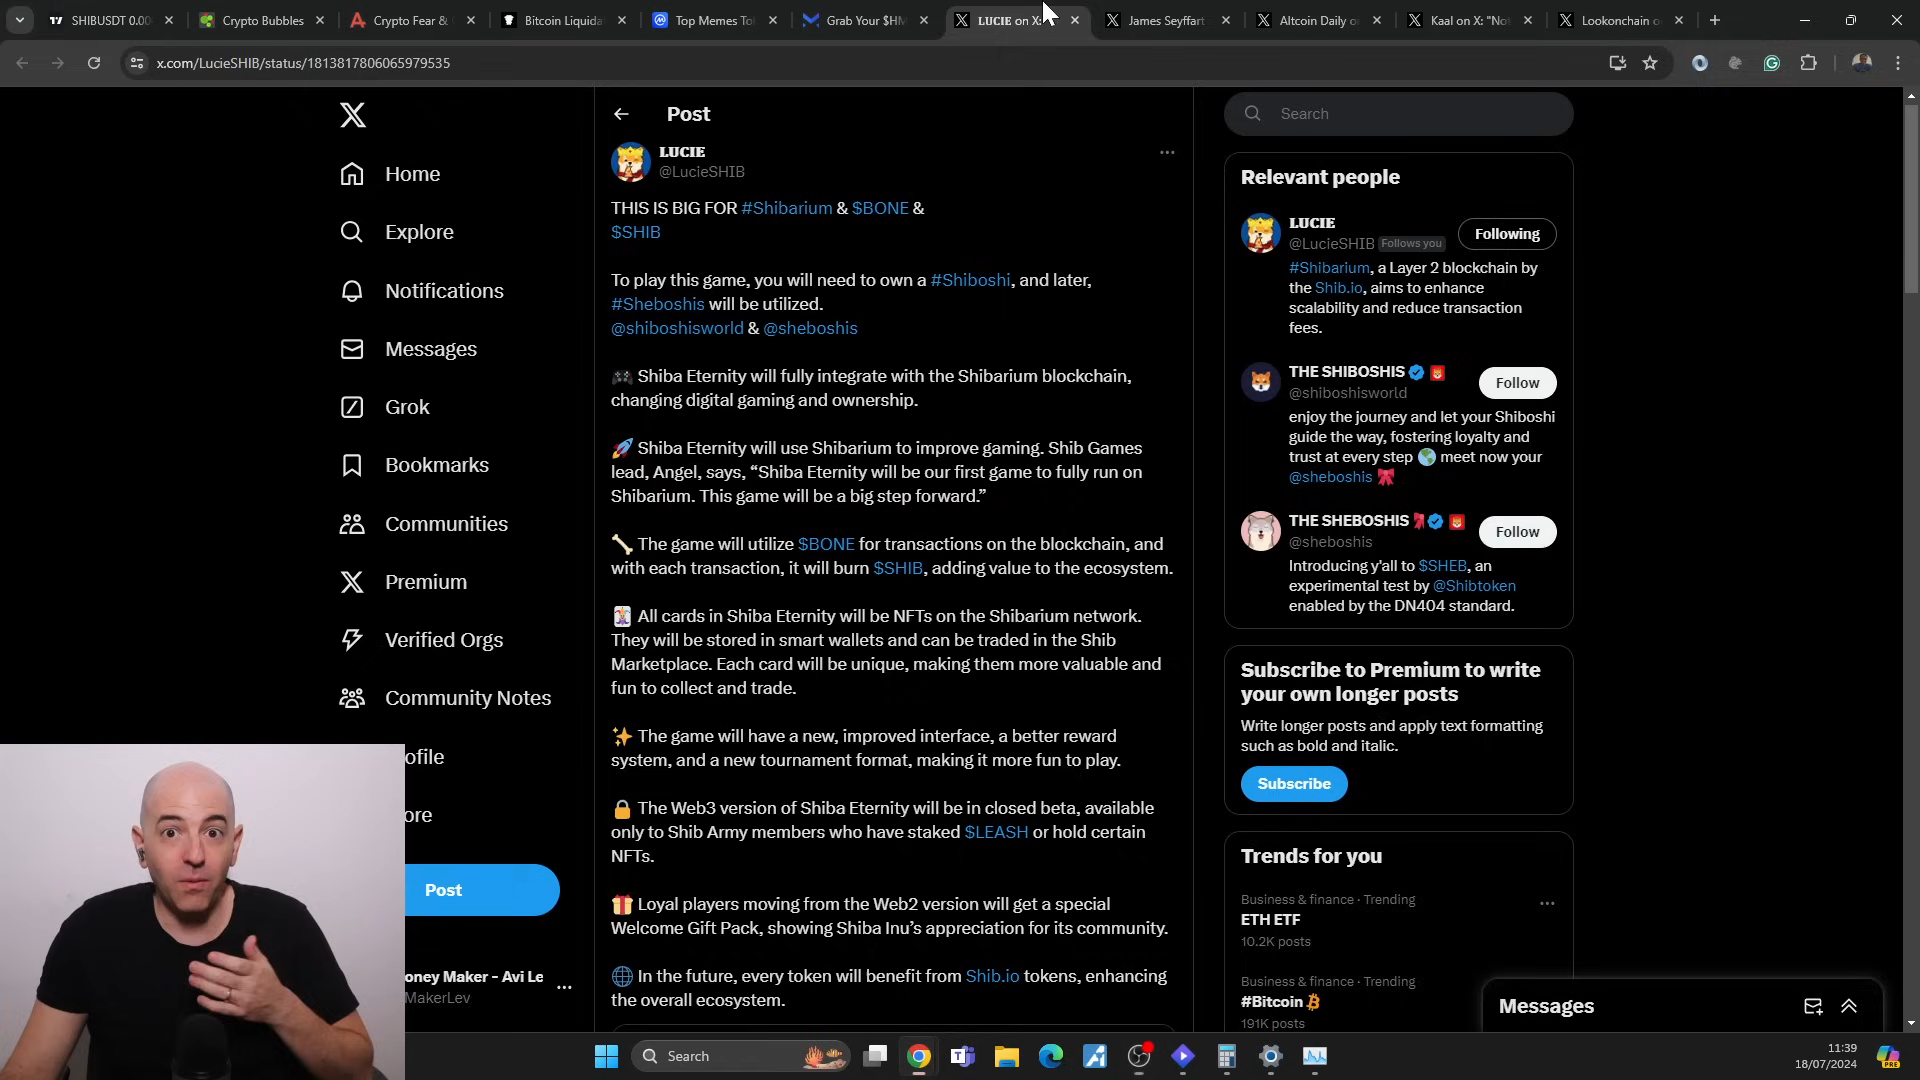 SHIBUSDT 0.00
Crypto Bubbles
Crypto Fear &
Bitcoin Liquida
Top Memes To
Grab Your $HM
LUCIE on X:
James Seyffart
Altcoin Daily o
Kaal on X: "No
Lookonchain o
x.com/LucieSHIB/status/1813817806065979535
Home
Explore
Notifications
Messages
Grok
Bookmarks
Communities
Premium
Verified Orgs
Community Notes
ofile
ore
Post
oney Maker - Avi Le
MakerLev
Post
LUCIE
@LucieSHIB
THIS IS BIG FOR #Shibarium & $BONE &
$SHIB
To play this game, you will need to own a #Shiboshi, and later,
#Sheboshis will be utilized.
@shiboshisworld & @sheboshis
🎮 Shiba Eternity will fully integrate with the Shibarium blockchain,
changing digital gaming and ownership.
🚀 Shiba Eternity will use Shibarium to improve gaming. Shib Games
lead, Angel, says, “Shiba Eternity will be our first game to fully run on
Shibarium. This game will be a big step forward.”
🦴 The game will utilize $BONE for transactions on the blockchain, and
with each transaction, it will burn $SHIB, adding value to the ecosystem.
🃏 All cards in Shiba Eternity will be NFTs on the Shibarium network.
They will be stored in smart wallets and can be traded in the Shib
Marketplace. Each card will be unique, making them more valuable and
fun to collect and trade.
✨ The game will have a new, improved interface, a better reward
system, and a new tournament format, making it more fun to play.
🔒 The Web3 version of Shiba Eternity will be in closed beta, available
only to Shib Army members who have staked $LEASH or hold certain
NFTs.
🎁 Loyal players moving from the Web2 version will get a special
Welcome Gift Pack, showing Shiba Inu’s appreciation for its community.
🌐 In the future, every token will benefit from Shib.io tokens, enhancing
the overall ecosystem.
Search
Relevant people
LUCIE
@LucieSHIB Follows you
Following
#Shibarium, a Layer 2 blockchain by
the Shib.io, aims to enhance
scalability and reduce transaction
fees.
THE SHIBOSHIS
@shiboshisworld
Follow
enjoy the journey and let your Shiboshi
guide the way, fostering loyalty and
trust at every step 🌎 meet now your
@sheboshis 🎀
THE SHEBOSHIS 🎀
@sheboshis
Follow
Introducing y'all to $SHEB, an
experimental test by @Shibtoken
enabled by the DN404 standard.
Subscribe to Premium to write
your own longer posts
Write longer posts and apply text formatting
such as bold and italic.
Subscribe
Trends for you
Business & finance · Trending
ETH ETF
10.2K posts
Business & finance · Trending
#Bitcoin
191K posts
Messages
Search
11:39
18/07/2024
PRE